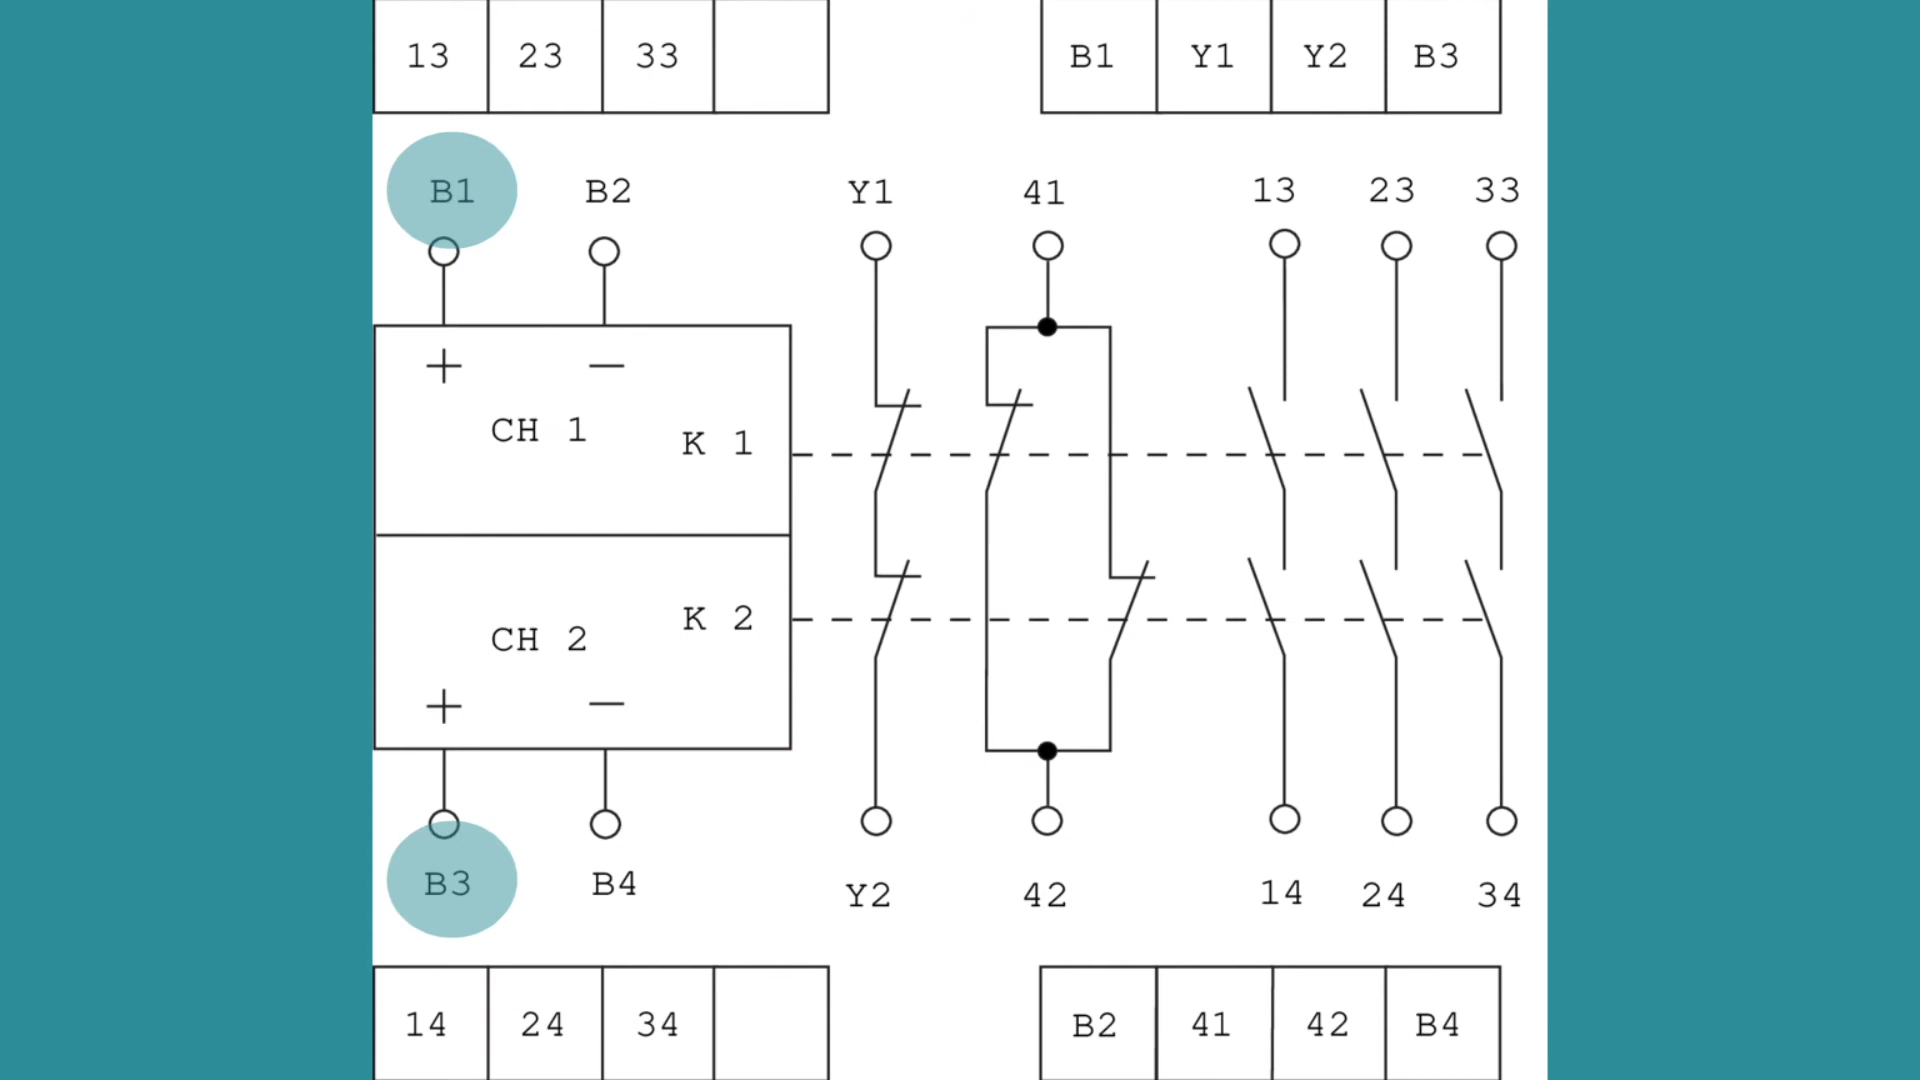 13 23 33
B1 Y1 Y2 B3
B1 B2 Y1 41 13 23 33
+ −
CH 1 K 1
CH 2 K 2
+ −
B3 B4 Y2 42 14 24 34
14 24 34
B2 41 42 B4